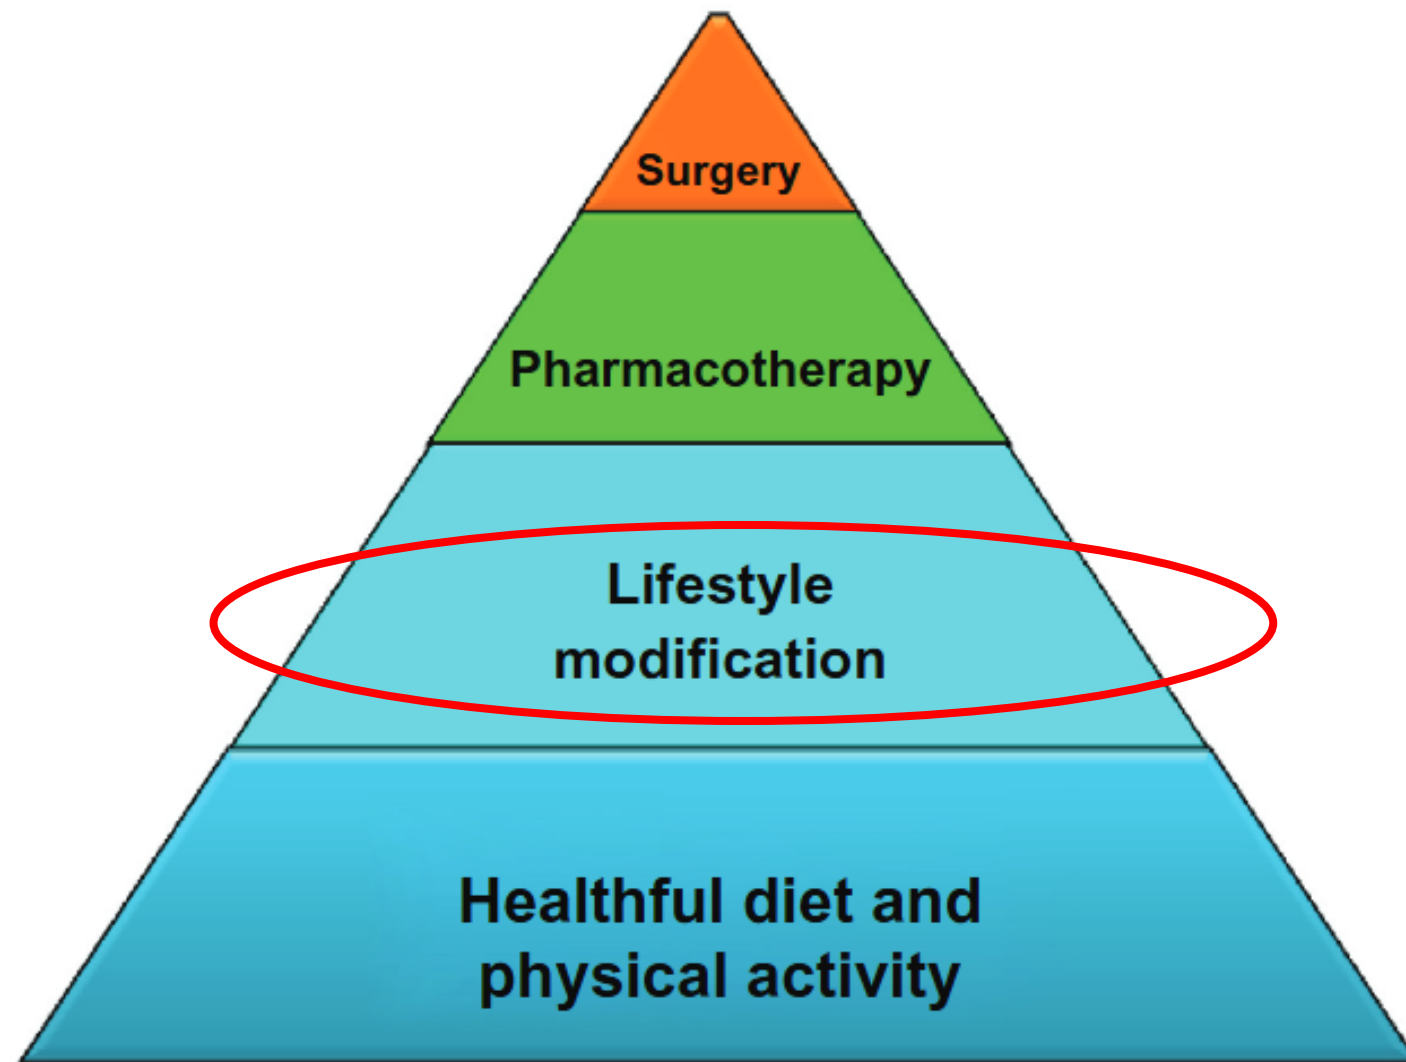 Surgery
Pharmacotherapy
Lifestyle
modification
Healthful diet and
physical activity